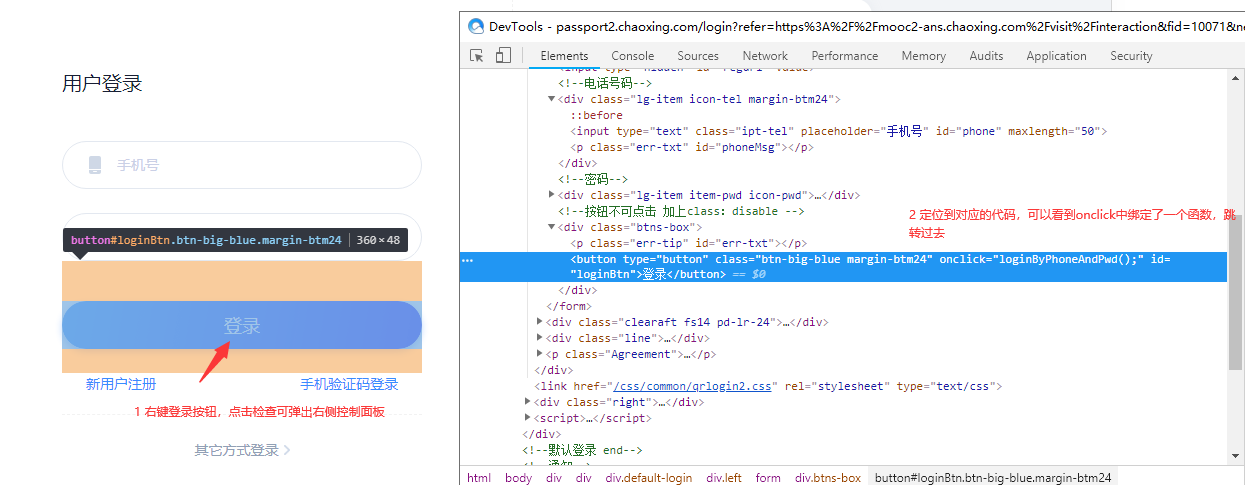 用户登录
手机号
button#loginBtn.btn-big-blue.margin-btm24 | 360×48
登录
新用户注册 手机验证码登录
1 右键登录按钮，点击检查可弹出右侧控制面板
其它方式登录
DevTools - passport2.chaoxing.com/login?refer=https%3A%2F%2Fmooc2-ans.chaoxing.com%2Fvisit%2Finteraction&fid=10071&ne
Elements Console Sources Network Performance Memory Audits Application Security
<!--电话号码-->
<div class="lg-item icon-tel margin-btm24">
::before
<input type="text" class="ipt-tel" placeholder="手机号" id="phone" maxlength="50">
<p class="err-txt" id="phoneMsg"></p>
</div>
<!--密码-->
<div class="lg-item item-pwd icon-pwd">…</div>
<!--按钮不可点击 加上class：disable -->
<div class="btns-box">
<p class="err-tip" id="err-txt"></p>
<button type="button" class="btn-big-blue margin-btm24" onclick="loginByPhoneAndPwd();" id=
"loginBtn">登录</button> == $0
</div>
</form>
<div class="clearaft fs14 pd-lr-24">…</div>
<div class="line">…</div>
<p class="Agreement">…</p>
</div>
<link href="/css/common/qrlogin2.css" rel="stylesheet" type="text/css">
<div class="right">…</div>
<script>…</script>
</div>
<!--默认登录 end-->
2 定位到对应的代码，可以看到onclick中绑定了一个函数，跳
转过去
html body div div div.default-login div.left form div.btns-box button#loginBtn.btn-big-blue.margin-btm24